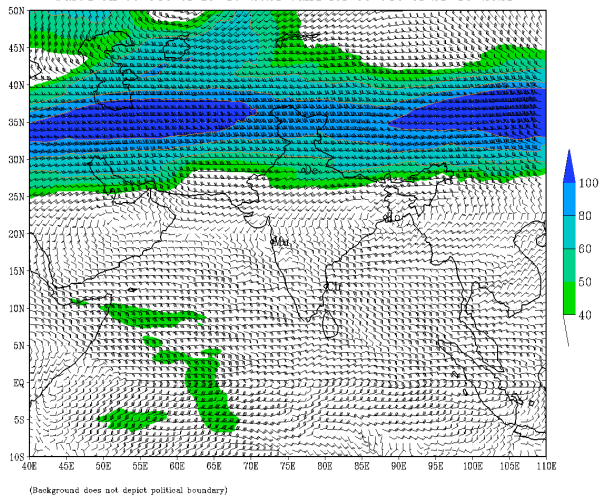 50N
45N
40N
35N
30N
25N
20N
15N
10N
5N
EQ
5S
10S
40E 45E 50E 55E 60E 65E 70E 75E 80E 85E 90E 95E 100E 105E 110E
100
80
60
50
40
(Background does not depict political boundary)